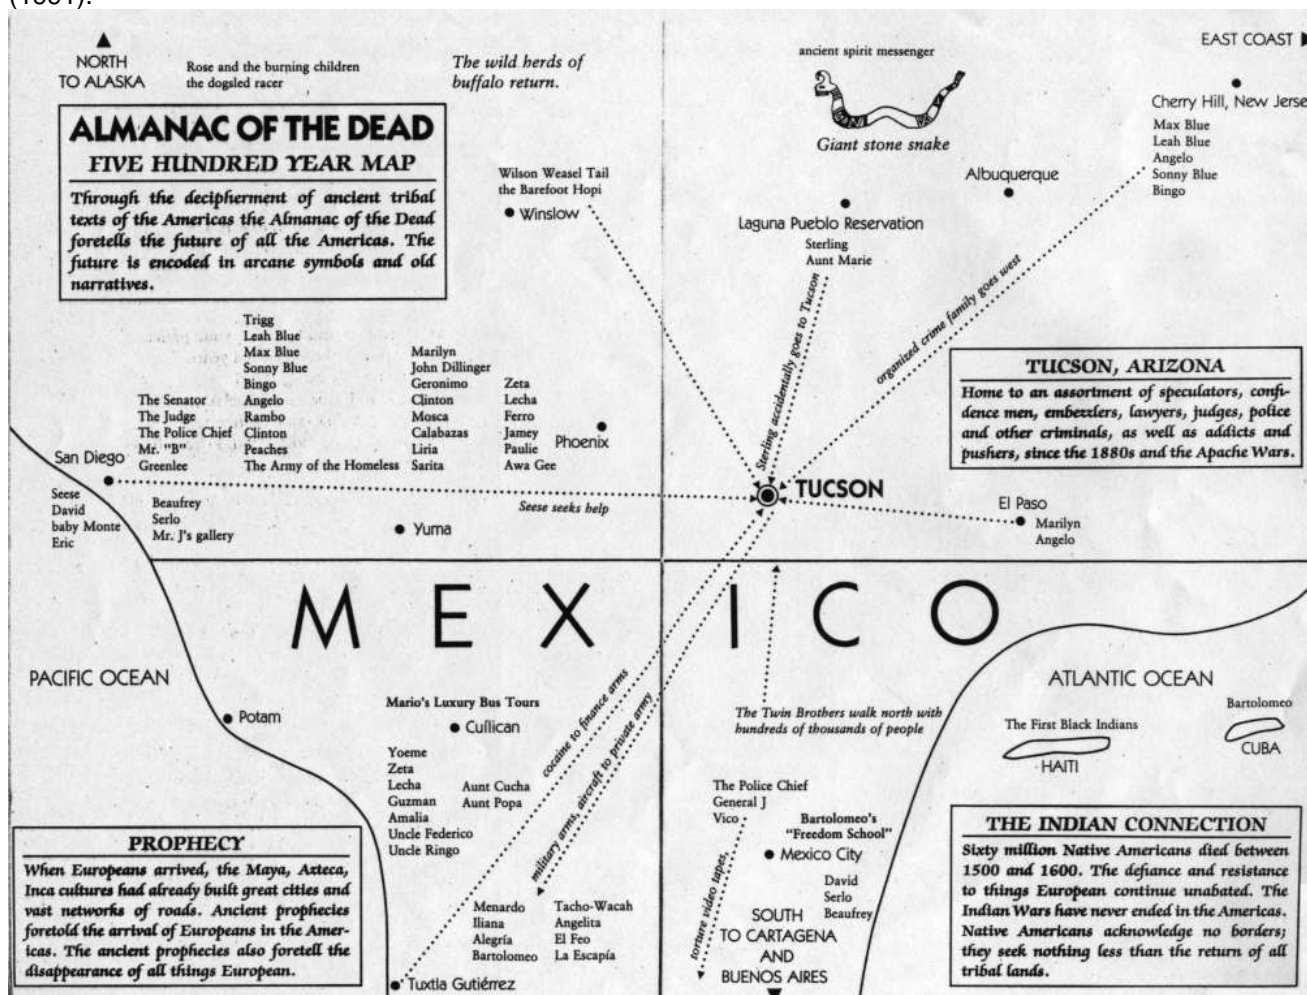 (1991).
NORTH
TO ALASKA
Rose and the burning children
the dogsled racer
The wild herds of
buffalo return.
ancient spirit messenger
Giant stone snake
EAST COAST
Cherry Hill, New Jerse
Max Blue
Leah Blue
Angelo
Sonny Blue
Bingo
ALMANAC OF THE DEAD
FIVE HUNDRED YEAR MAP
Through the decipherment of ancient tribal
texts of the Americas the Almanac of the Dead
foretells the future of all the Americas. The
future is encoded in arcane symbols and old
narratives.
Wilson Weasel Tail
the Barefoot Hopi
Winslow
Albuquerque
Laguna Pueblo Reservation
Sterling
Aunt Marie
Sterling accidentally goes to Tucson
organized crime family goes west
TUCSON, ARIZONA
Home to an assortment of speculators, confi-
dence men, embezzlers, lawyers, judges, police
and other criminals, as well as addicts and
pushers, since the 1880s and the Apache Wars.
The Senator
The Judge
The Police Chief
Mr. "B"
Greenlee
Trigg
Leah Blue
Max Blue
Sonny Blue
Bingo
Angelo
Rambo
Clinton
Peaches
The Army of the Homeless
Marilyn
John Dillinger
Geronimo
Clinton
Mosca
Calabazas
Liria
Sarita
Zeta
Lecha
Ferro
Jamey
Paulie
Awa Gee
Phoenix
San Diego
Seese
David
baby Monte
Eric
Beaufrey
Serlo
Mr. J's gallery
Yuma
Seese seeks help
TUCSON
El Paso
Marilyn
Angelo
MEXICO
PACIFIC OCEAN
Potam
Mario's Luxury Bus Tours
Cullican
Yoeme
Zeta
Lecha
Guzman
Amalia
Uncle Federico
Uncle Ringo
Aunt Cucha
Aunt Popa
cocaine to finance arms
military arms, aircraft to private army
The Twin Brothers walk north with
hundreds of thousands of people
ATLANTIC OCEAN
The First Black Indians
HAITI
Bartolomeo
CUBA
The Police Chief
General J
Vico
torture video tapes
Bartolomeo's
"Freedom School"
Mexico City
David
Serlo
Beaufrey
SOUTH
TO CARTAGENA
AND
BUENOS AIRES
PROPHECY
When Europeans arrived, the Maya, Azteca,
Inca cultures had already built great cities and
vast networks of roads. Ancient prophecies
foretold the arrival of Europeans in the Amer-
icas. The ancient prophecies also foretell the
disappearance of all things European.
Menardo
Iliana
Alegría
Bartolomeo
Tacho-Wacah
Angelita
El Feo
La Escapía
Tuxtla Gutiérrez
THE INDIAN CONNECTION
Sixty million Native Americans died between
1500 and 1600. The defiance and resistance
to things European continue unabated. The
Indian Wars have never ended in the Americas.
Native Americans acknowledge no borders;
they seek nothing less than the return of all
tribal lands.